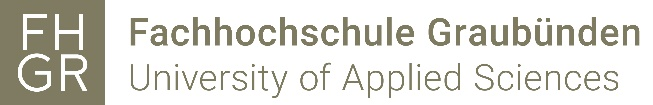 FH
GR
Fachhochschule Graubünden
University of Applied Sciences